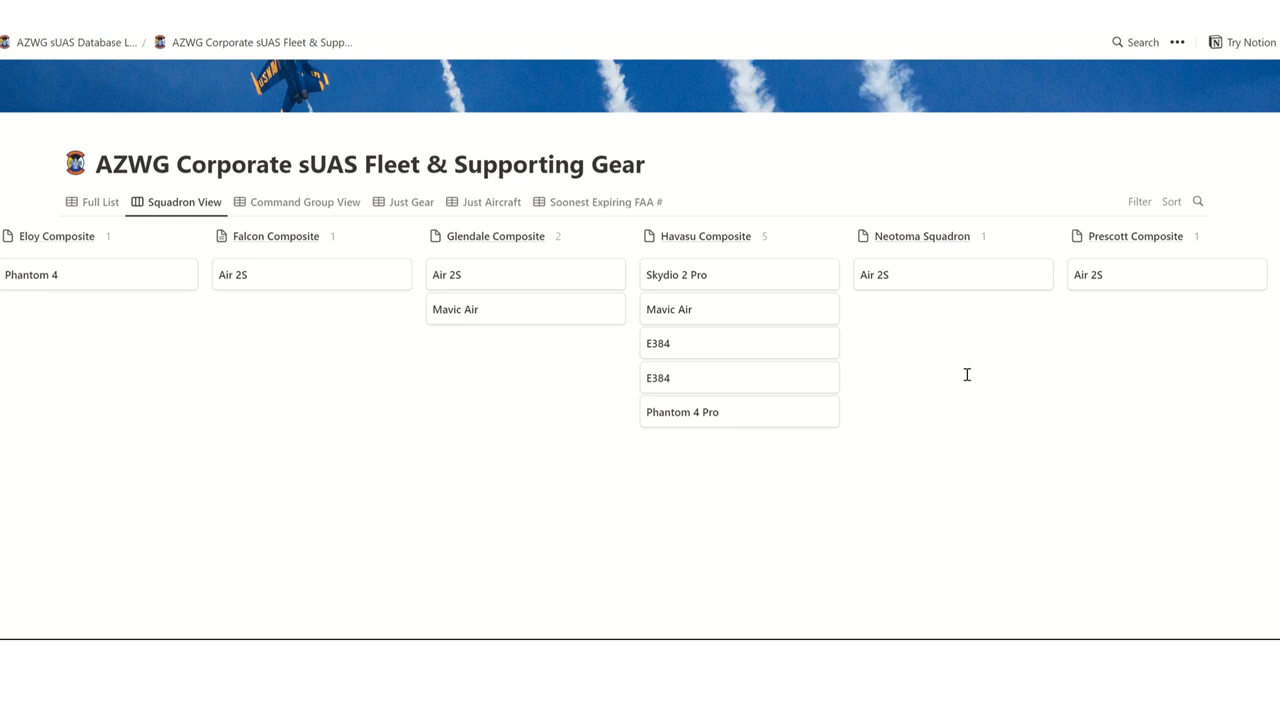 AZWG sUAS Database L... / AZWG Corporate sUAS Fleet & Supp...
Search ••• Try Notion
USNAVY
AZWG Corporate sUAS Fleet & Supporting Gear
Full List Squadron View Command Group View Just Gear Just Aircraft Soonest Expiring FAA #
Filter Sort
Eloy Composite 1
Phantom 4
Falcon Composite 1
Air 2S
Glendale Composite 2
Air 2S
Mavic Air
Havasu Composite 5
Skydio 2 Pro
Mavic Air
E384
E384
Phantom 4 Pro
Neotoma Squadron 1
Air 2S
Prescott Composite 1
Air 2S